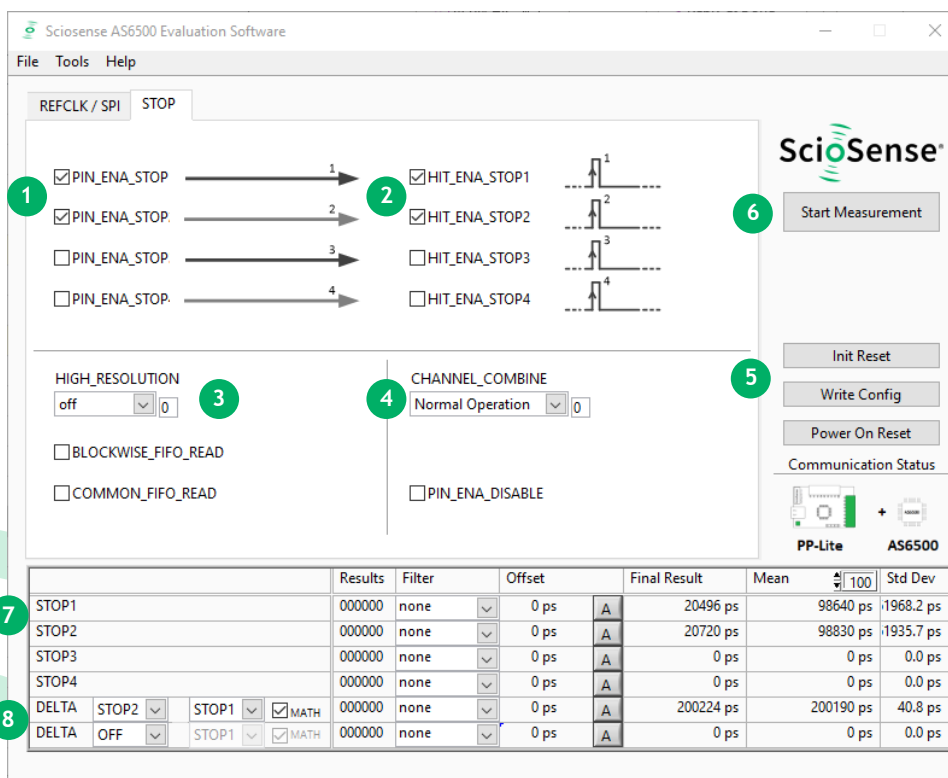 Sciosense AS6500 Evaluation Software
File Tools Help
REFCLK / SPI STOP
1 PIN_ENA_STOP 1
PIN_ENA_STOP. 2
PIN_ENA_STOP. 3
PIN_ENA_STOP. 4
2 HIT_ENA_STOP1 1
HIT_ENA_STOP2 2
HIT_ENA_STOP3 3
HIT_ENA_STOP4 4
HIGH_RESOLUTION
off 0 3
BLOCKWISE_FIFO_READ
COMMON_FIFO_READ
CHANNEL_COMBINE
4 Normal Operation 0
PIN_ENA_DISABLE
ScioSense
6 Start Measurement
Init Reset
5 Write Config
Power On Reset
Communication Status
+
PP-Lite AS6500
Results Filter Offset Final Result Mean 100 Std Dev
7 STOP1 000000 none 0 ps A 20496 ps 98640 ps 1968.2 ps
STOP2 000000 none 0 ps A 20720 ps 98830 ps 1935.7 ps
STOP3 000000 none 0 ps A 0 ps 0 ps 0.0 ps
STOP4 000000 none 0 ps A 0 ps 0 ps 0.0 ps
8 DELTA STOP2 STOP1 MATH 000000 none 0 ps A 200224 ps 200190 ps 40.8 ps
DELTA OFF STOP1 MATH 000000 none 0 ps A 0 ps 0 ps 0.0 ps